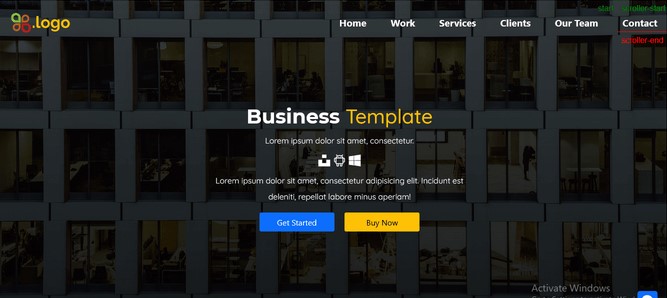 start scroller-start
.logo
Home Work Services Clients Our Team Contact
scroller-end
Business Template
Lorem ipsum dolor sit amet, consectetur.
Lorem ipsum dolor sit amet, consectetur adipisicing elit. Incidunt est
deleniti, repellat labore minus aperiam!
Get Started Buy Now
Activate Windows